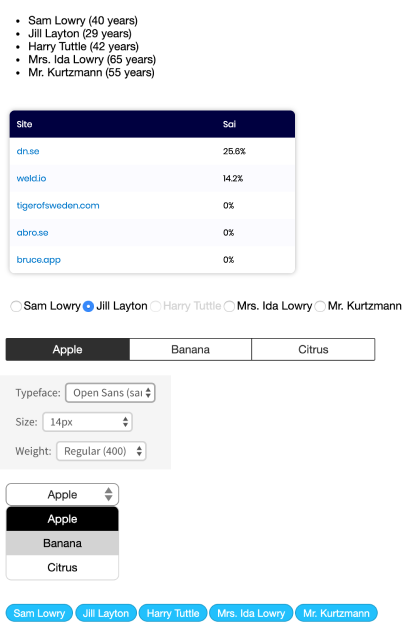 • Sam Lowry (40 years)
• Jill Layton (29 years)
• Harry Tuttle (42 years)
• Mrs. Ida Lowry (65 years)
• Mr. Kurtzmann (55 years)
Site Sai
dn.se 25.6%
weld.io 14.2%
tigerofsweden.com 0%
abro.se 0%
bruce.app 0%
Sam Lowry Jill Layton Harry Tuttle Mrs. Ida Lowry Mr. Kurtzmann
Apple Banana Citrus
Typeface: Open Sans (sai
Size: 14px
Weight: Regular (400)
Apple
Apple
Banana
Citrus
Sam Lowry Jill Layton Harry Tuttle Mrs. Ida Lowry Mr. Kurtzmann